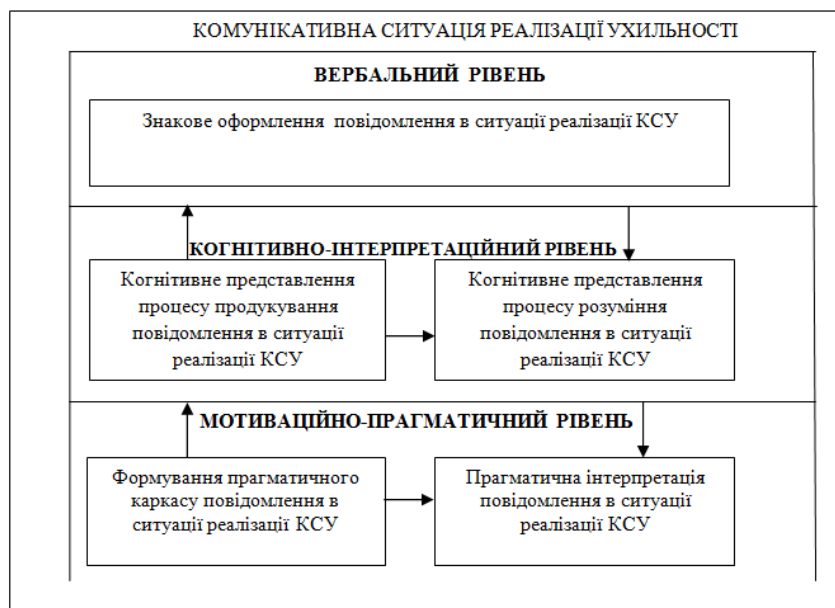 КОМУНІКАТИВНА СИТУАЦІЯ РЕАЛІЗАЦІЇ УХИЛЬНОСТІ
ВЕРБАЛЬНИЙ РІВЕНЬ
Знакове оформлення повідомлення в ситуації реалізації КСУ
КОГНІТИВНО-ІНТЕРПРЕТАЦІЙНИЙ РІВЕНЬ
Когнітивне представлення
процесу продукування
повідомлення в ситуації
реалізації КСУ
Когнітивне представлення
процесу розуміння
повідомлення в ситуації
реалізації КСУ
МОТИВАЦІЙНО-ПРАГМАТИЧНИЙ РІВЕНЬ
Формування прагматичного
каркасу повідомлення в
ситуації реалізації КСУ
Прагматична інтерпретація
повідомлення в ситуації
реалізації КСУ